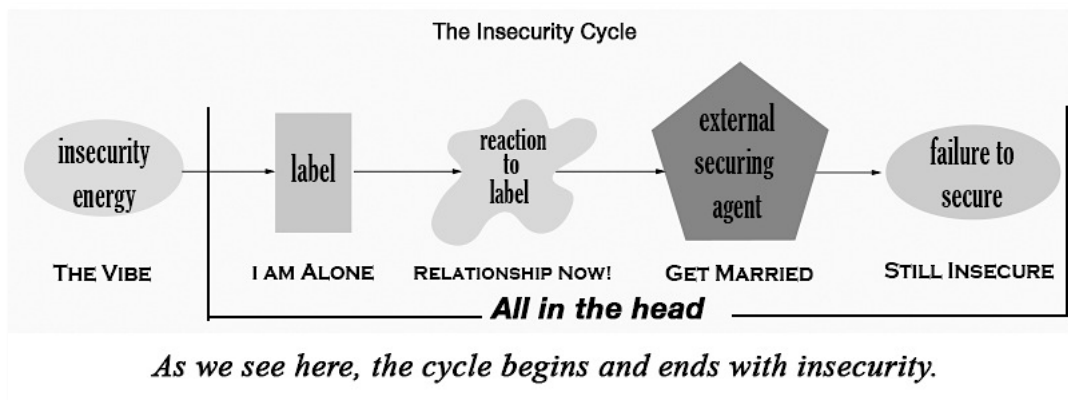 The Insecurity Cycle
insecurity
energy
label
reaction
to
label
external
securing
agent
failure to
secure
THE VIBE
I AM ALONE
RELATIONSHIP NOW!
GET MARRIED
STILL INSECURE
All in the head
As we see here, the cycle begins and ends with insecurity.